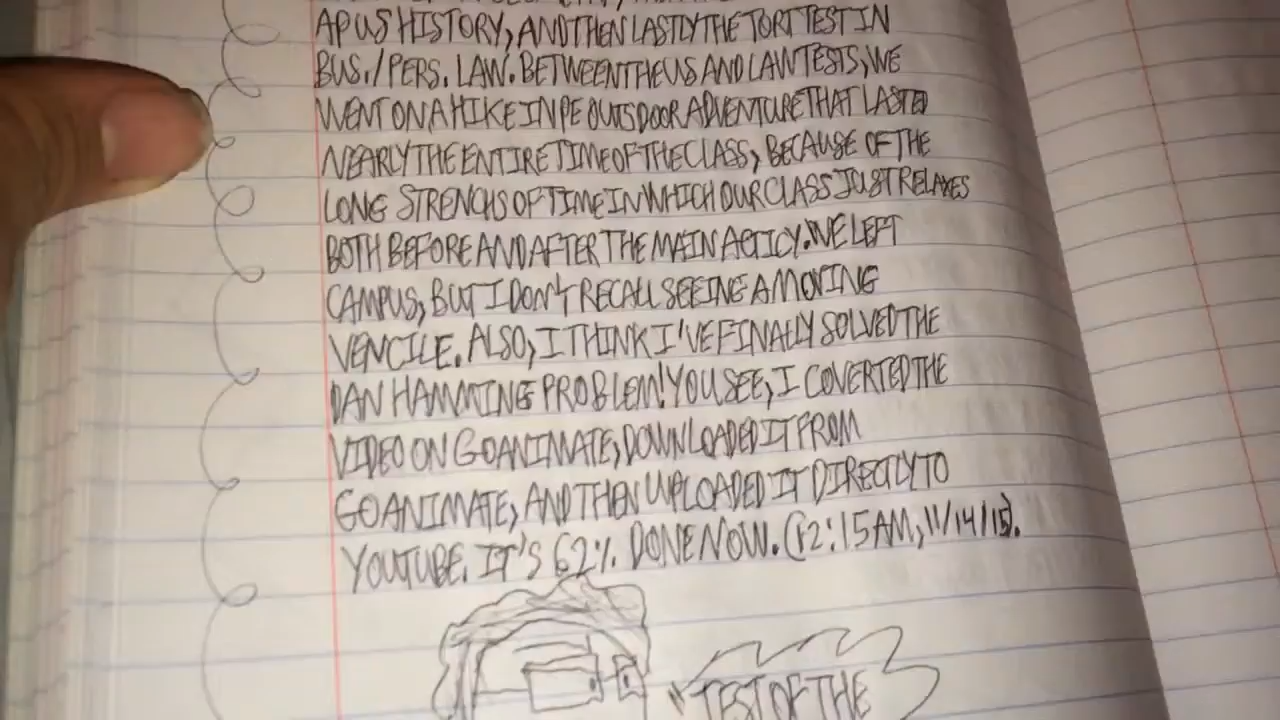 AP US HISTORY, AND THEN LASTLY THE TORT TEST IN
BUS./PERS. LAW. BETWEEN THE US AND LAW TESTS, WE
WENT ON A HIKE IN PE OUTSDOOR ADVENTURE THAT LASTED
NEARLY THE ENTIRE TIME OF THE CLASS, BECAUSE OF THE
LONG STRENCHS OF TIME IN WHICH OUR CLASS JUST RELAXES
BOTH BEFORE AND AFTER THE MAIN ACTICY. WE LEFT
CAMPUS, BUT I DON'T RECALL SEEING A MOVING
VENCILE. ALSO, I THINK I'VE FINALLY SOLVED THE
DAN HAMMING PROBLEM! YOU SEE, I COVERTED THE
VIDEO ON GOANIMATE, DOWNLOADED IT FROM
GOANIMATE, AND THEN UPLOADED IT DIRECTLY TO
YOUTUBE. IT'S 62% DONE NOW. (12:15 AM, 11/14/15).
TEST OF THE